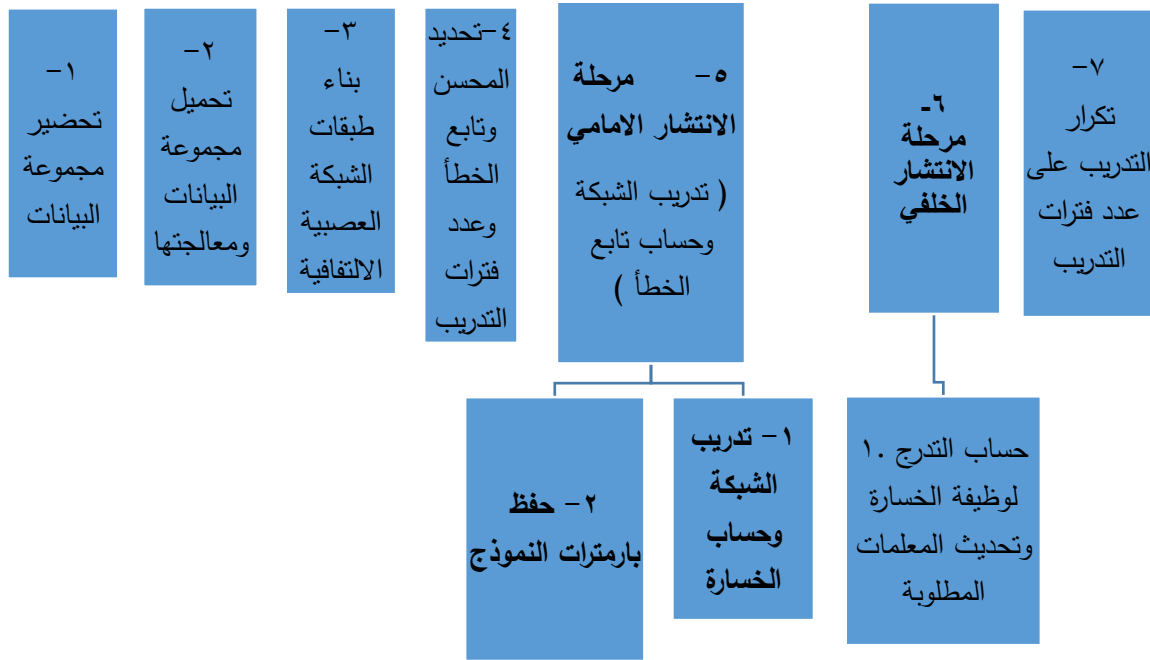 ١-
تحضير
مجموعة
البيانات
٢-
تحميل
مجموعة
البيانات
ومعالجتها
٣-
بناء
طبقات
الشبكة
العصبية
الالتفافية
٤-تحديد
المحسن
وتابع
الخطأ
وعدد
فترات
التدريب
٥- مرحلة
الانتشار الامامي
( تدريب الشبكة
وحساب تابع
الخطأ )
٦-
مرحلة
الانتشار
الخلفي
٧-
تكرار
التدريب على
عدد فترات
التدريب
١- تدريب
الشبكة
وحساب
الخسارة
٢- حفظ
بارمترات النموذج
١. حساب التدرج
لوظيفة الخسارة
وتحديث المعلمات
المطلوبة